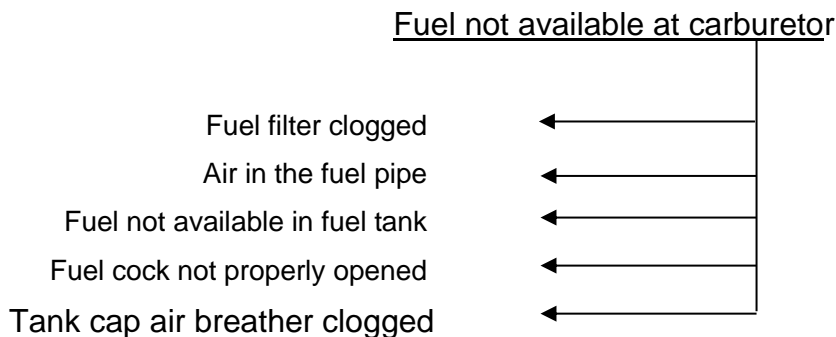 Fuel not available at carburetor
Fuel filter clogged
Air in the fuel pipe
Fuel not available in fuel tank
Fuel cock not properly opened
Tank cap air breather clogged